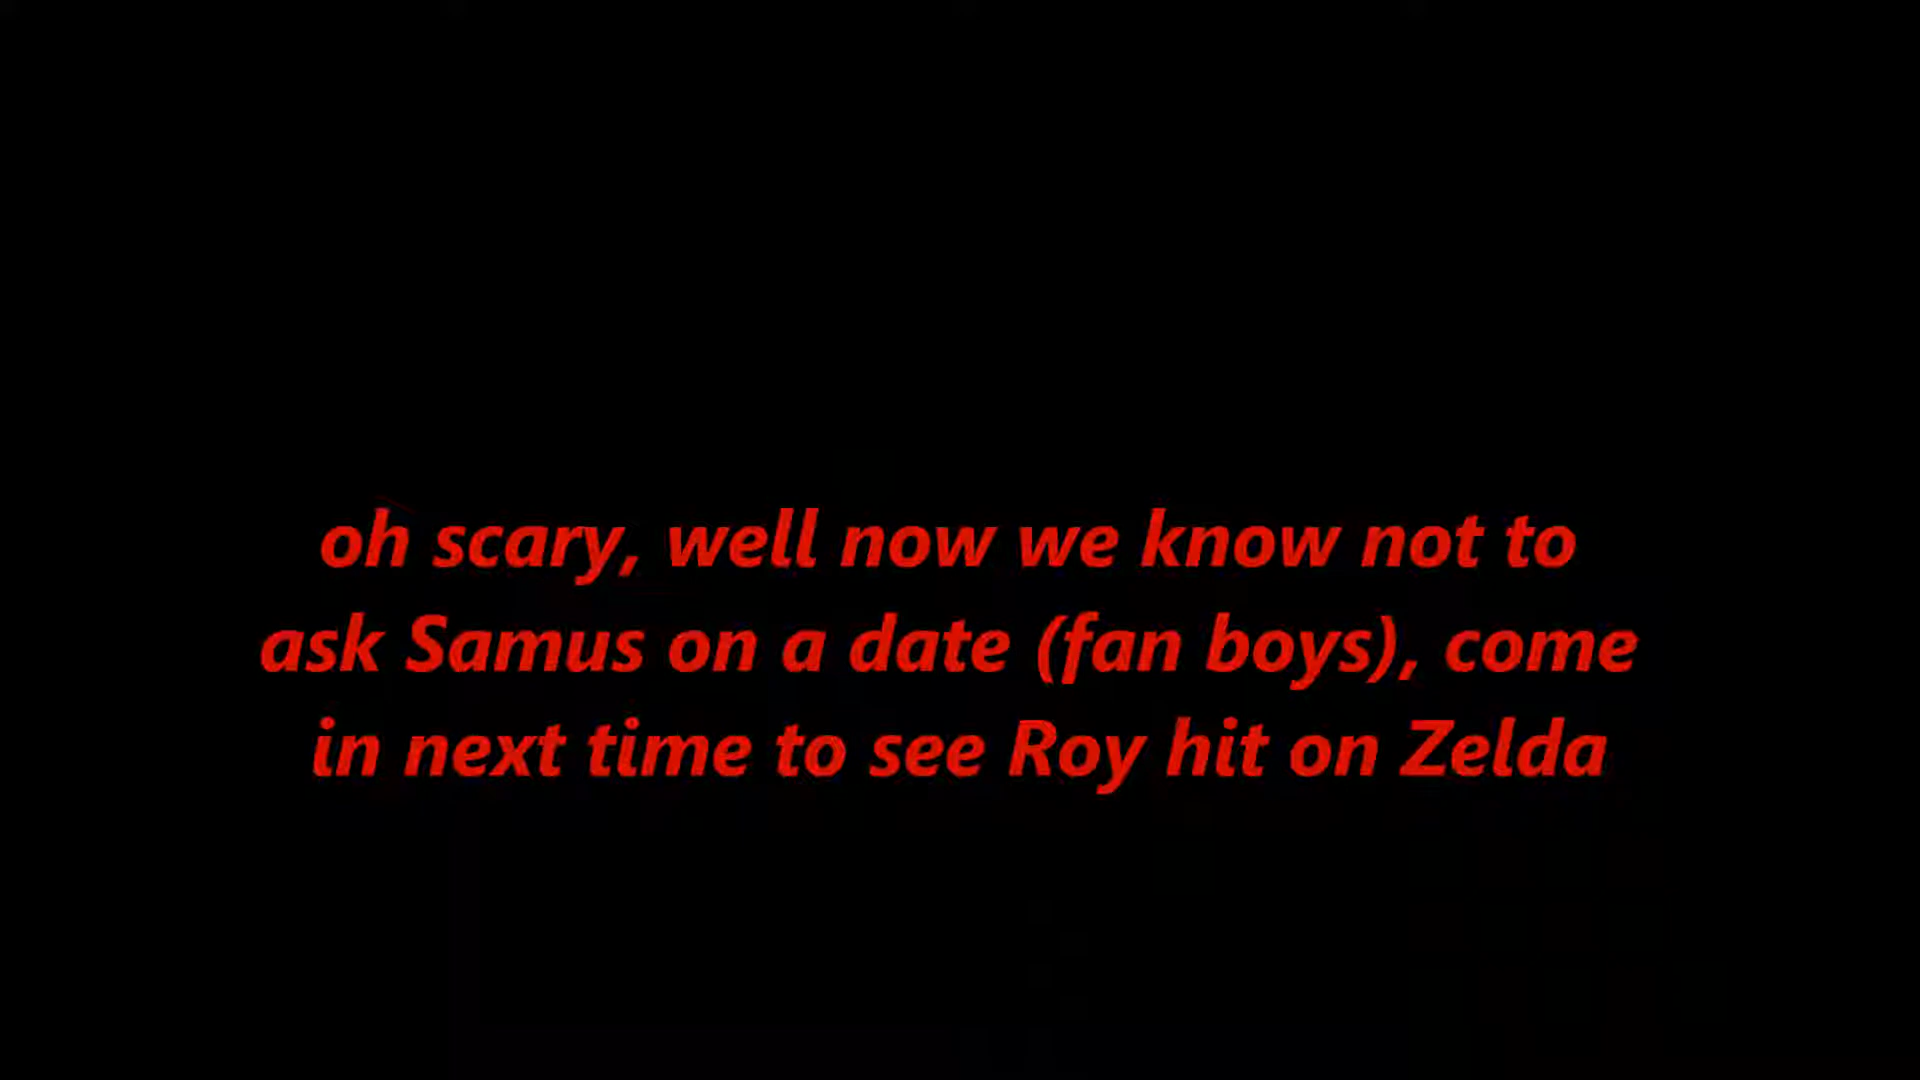 oh scary, well now we know not to
ask Samus on a date (fan boys), come
in next time to see Roy hit on Zelda